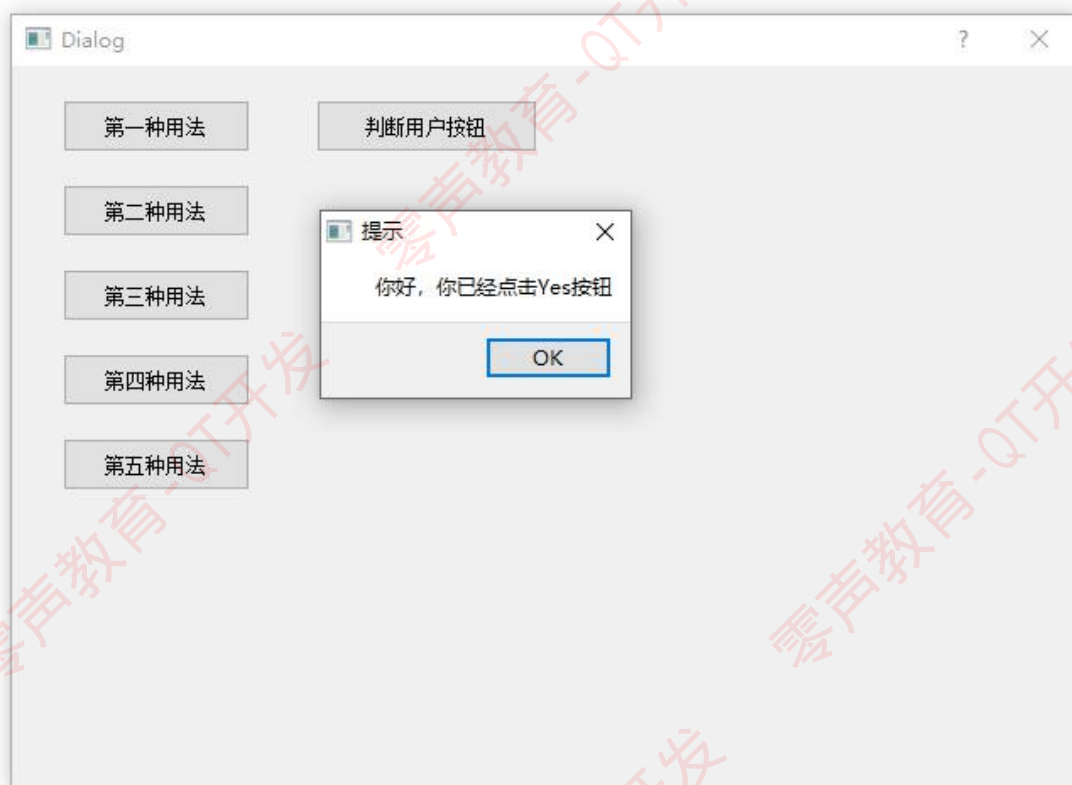 Dialog
?
第一种用法
判断用户按钮
第二种用法
提示
你好，你已经点击Yes按钮
第三种用法
OK
第四种用法
第五种用法
零声教育-QT开
零声教育-QT开发
零声教育-QT开
开发